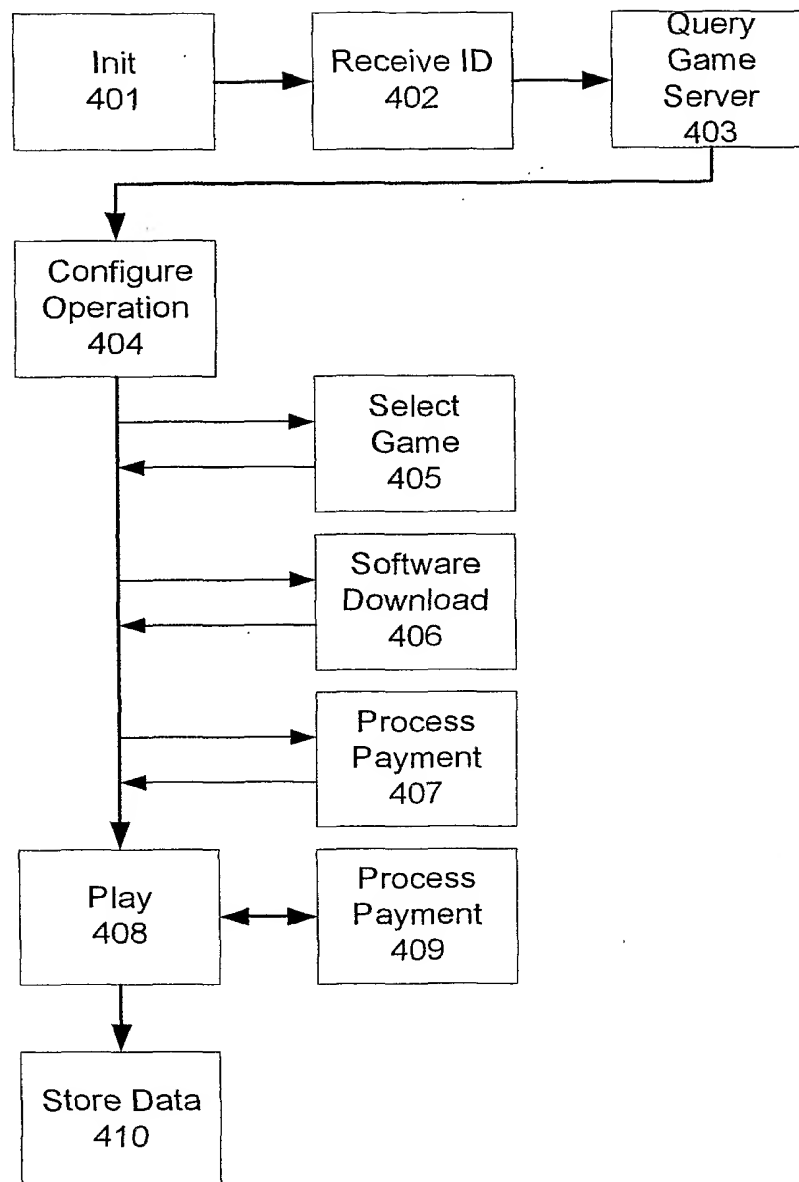 Init
401
Receive ID
402
Query
Game
Server
403
Configure
Operation
404
Select
Game
405
Software
Download
406
Process
Payment
407
Play
408
Process
Payment
409
Store Data
410